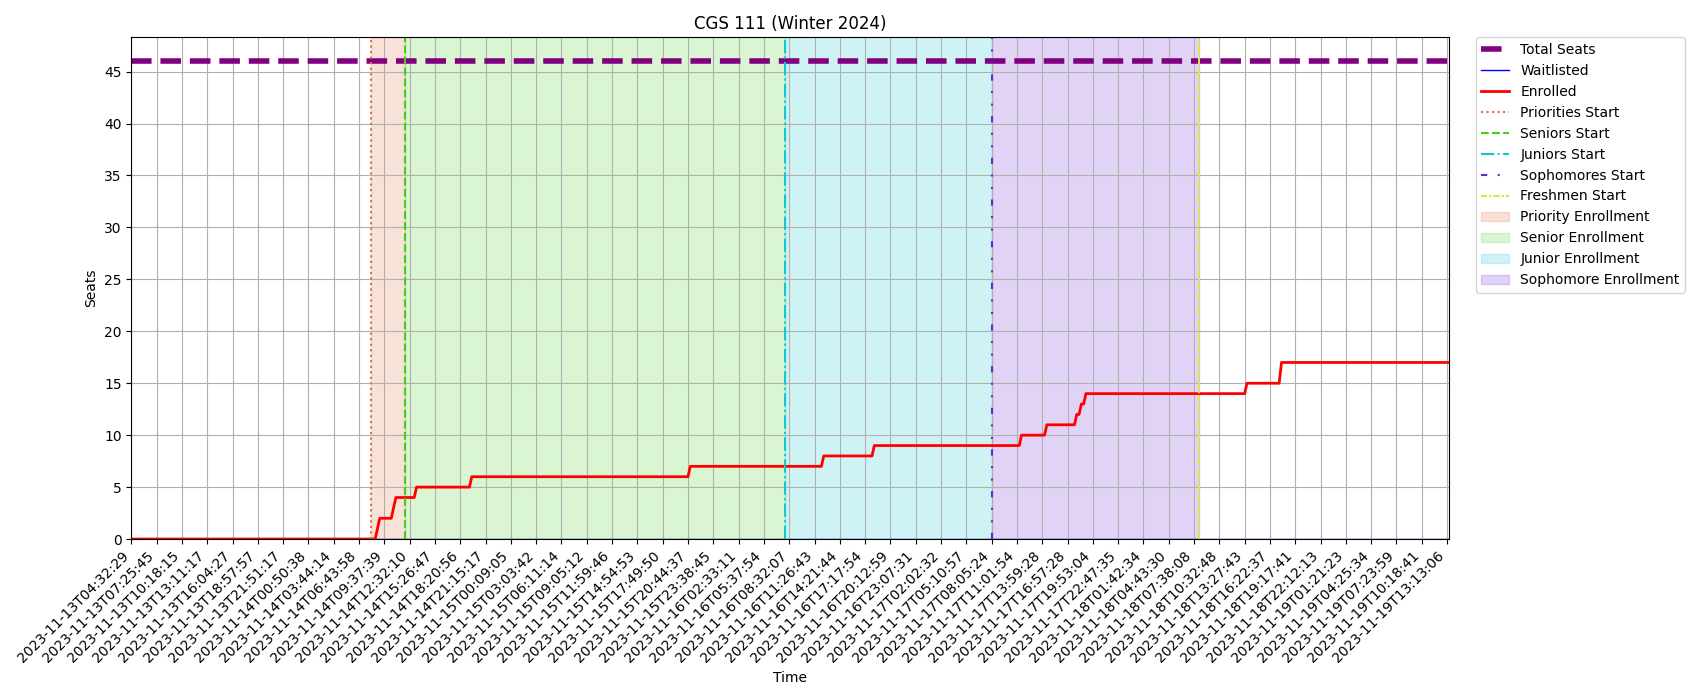 CGS 111 (Winter 2024)
Seats
45
40
35
30
25
20
15
10
5
0
2023-11-13T04:32:29
2023-11-13T07:25:45
2023-11-13T10:18:15
2023-11-13T13:11:17
2023-11-13T16:04:27
2023-11-13T18:57:57
2023-11-13T21:51:17
2023-11-14T00:50:38
2023-11-14T03:44:14
2023-11-14T06:43:58
2023-11-14T09:37:39
2023-11-14T12:32:10
2023-11-14T15:26:47
2023-11-14T18:20:56
2023-11-14T21:15:17
2023-11-15T00:09:05
2023-11-15T03:03:42
2023-11-15T06:11:14
2023-11-15T09:05:12
2023-11-15T11:59:46
2023-11-15T14:54:53
2023-11-15T17:49:50
2023-11-15T20:44:37
2023-11-15T23:38:45
2023-11-16T02:33:11
2023-11-16T05:37:54
2023-11-16T08:32:07
2023-11-16T11:26:43
2023-11-16T14:21:44
2023-11-16T17:17:54
2023-11-16T20:12:59
2023-11-16T23:07:31
2023-11-17T02:02:32
2023-11-17T05:10:57
2023-11-17T08:05:24
2023-11-17T11:01:54
2023-11-17T13:59:28
2023-11-17T16:57:28
2023-11-17T19:53:04
2023-11-17T22:47:35
2023-11-18T01:42:34
2023-11-18T04:43:30
2023-11-18T07:38:08
2023-11-18T10:32:48
2023-11-18T13:27:43
2023-11-18T16:22:37
2023-11-18T19:17:41
2023-11-18T22:12:13
2023-11-19T01:21:23
2023-11-19T04:25:34
2023-11-19T07:23:59
2023-11-19T10:18:41
2023-11-19T13:13:06
Time
Total Seats
Waitlisted
Enrolled
Priorities Start
Seniors Start
Juniors Start
Sophomores Start
Freshmen Start
Priority Enrollment
Senior Enrollment
Junior Enrollment
Sophomore Enrollment